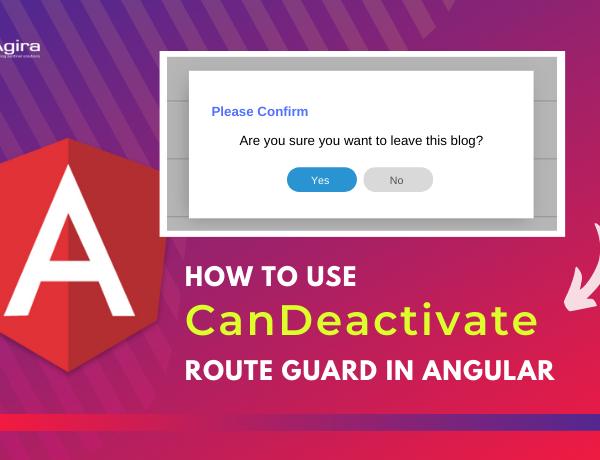 Agira
Please Confirm
Are you sure you want to leave this blog?
Yes
No
HOW TO USE
CanDeactivate
ROUTE GUARD IN ANGULAR